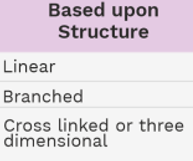 Based upon
Structure
Linear
Branched
Cross linked or three
dimensional